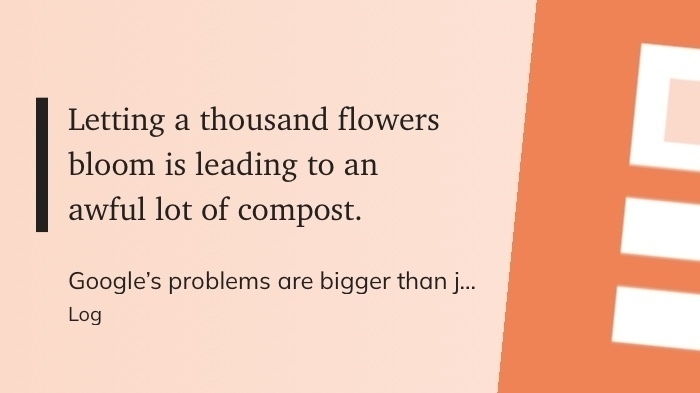 Letting a thousand flowers
bloom is leading to an
awful lot of compost.
Google’s problems are bigger than j...
Log